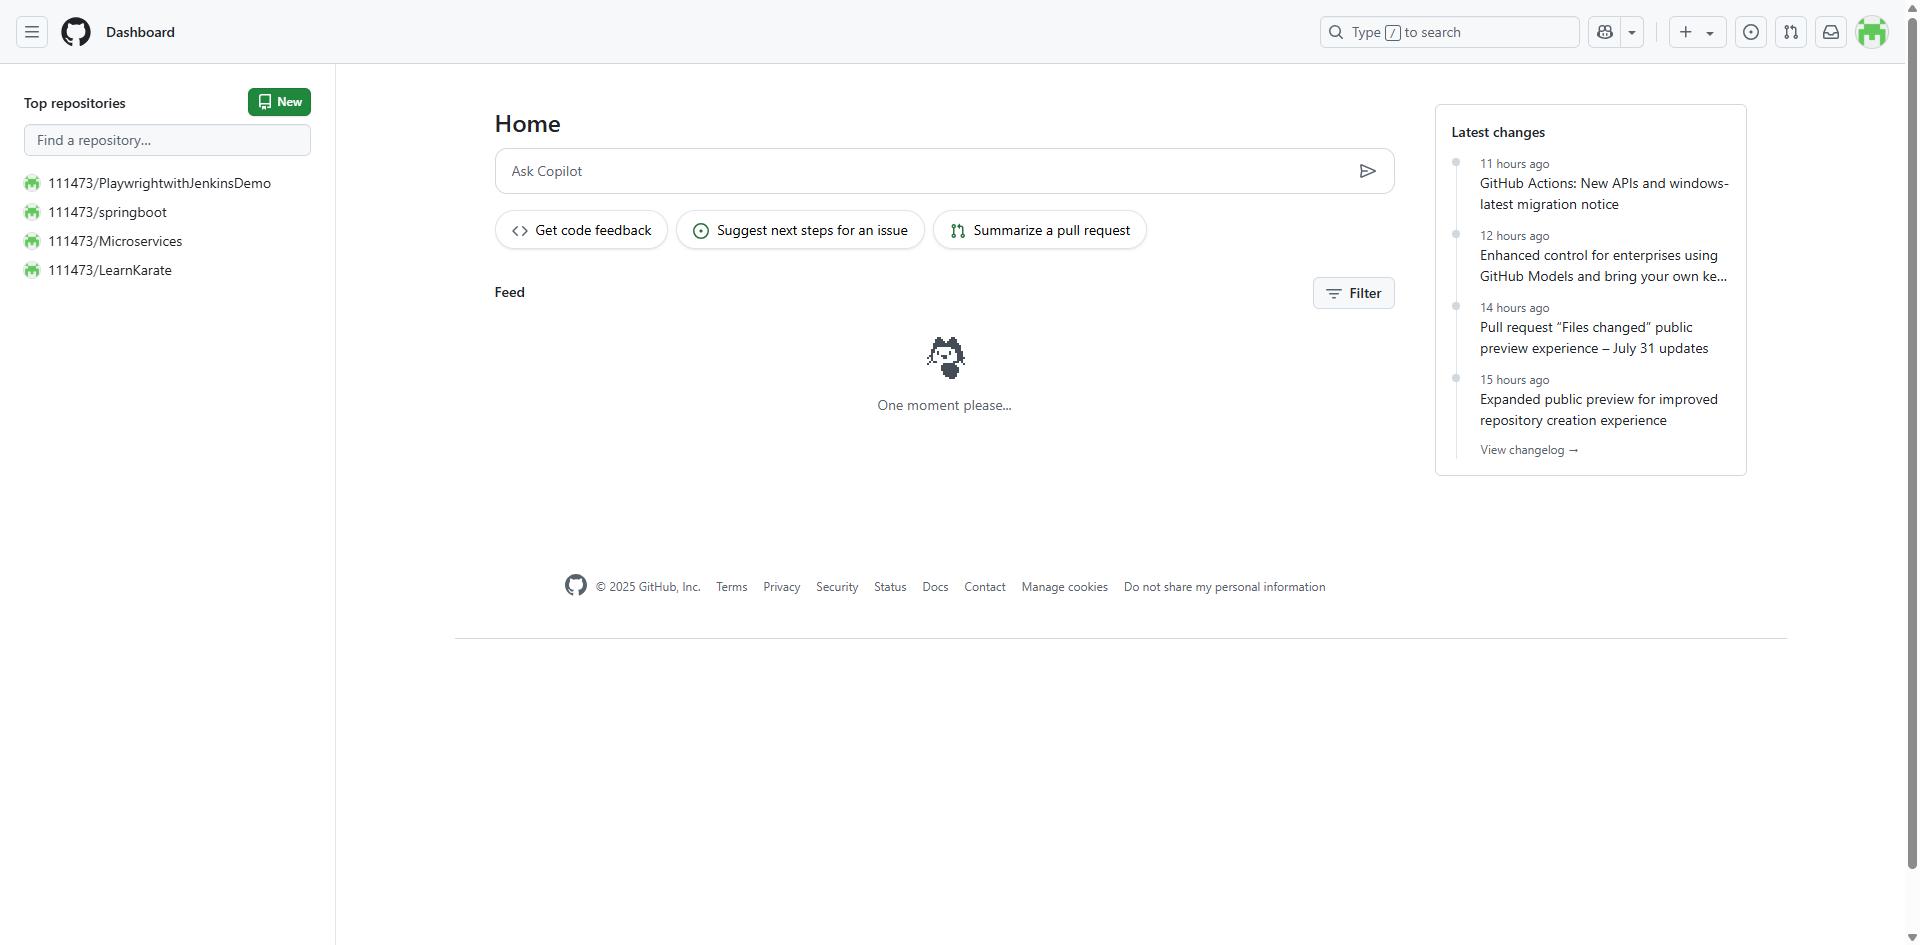 Dashboard
Type / to search
Top repositories
New
Find a repository...
111473/PlaywrightwithJenkinsDemo
111473/springboot
111473/Microservices
111473/LearnKarate
Home
Ask Copilot
Get code feedback
Suggest next steps for an issue
Summarize a pull request
Feed
Filter
One moment please...
Latest changes
11 hours ago
GitHub Actions: New APIs and windows-
latest migration notice
12 hours ago
Enhanced control for enterprises using
GitHub Models and bring your own ke...
14 hours ago
Pull request “Files changed” public
preview experience – July 31 updates
15 hours ago
Expanded public preview for improved
repository creation experience
View changelog →
© 2025 GitHub, Inc. Terms Privacy Security Status Docs Contact Manage cookies Do not share my personal information